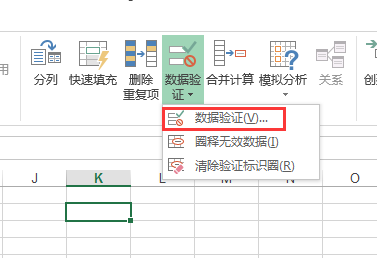 用
分列
快速填充
删除
重复项
数据验
证
合并计算
模拟分析
关系
创
数据验证(V)...
圈释无效数据(I)
清除验证标识圈(R)
J K L M N O